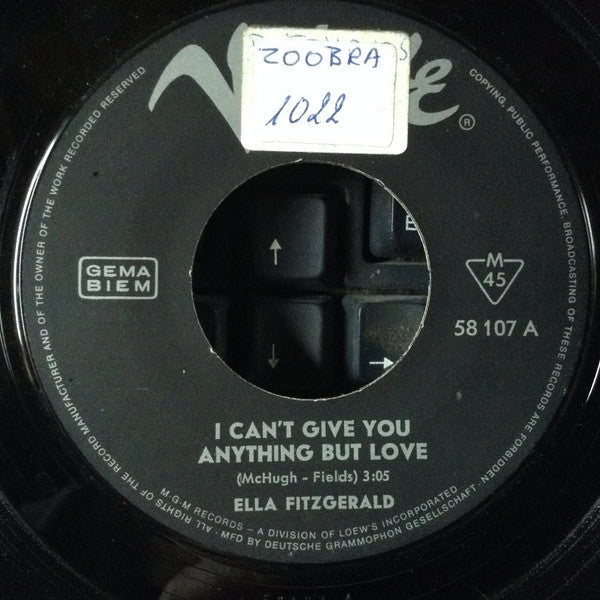 Verve
®
ZOOBRA
1022
GEMA
BIEM
M
45
58 107 A
I CAN'T GIVE YOU
ANYTHING BUT LOVE
(McHugh - Fields) 3:05
ELLA FITZGERALD
M·G·M RECORDS – A DIVISION OF LOEW'S INCORPORATED
ALL RIGHTS OF THE RECORD MANUFACTURER AND OF THE OWNER OF THE WORK RECORDED RESERVED
COPYING, PUBLIC PERFORMANCE, BROADCASTING OF THESE RECORDS ARE FORBIDDEN
· MFD BY DEUTSCHE GRAMMOPHON GESELLSCHAFT ·